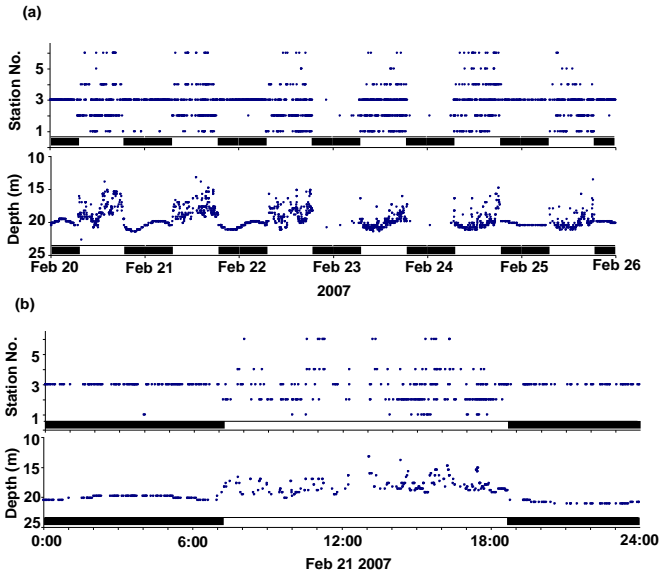 (a)
Station No.
5
3
1
Depth (m)
10
15
20
25
Feb 20
Feb 21
Feb 22
Feb 23
Feb 24
Feb 25
Feb 26
2007
(b)
Station No.
5
3
1
Depth (m)
10
15
20
25
0:00
6:00
12:00
18:00
24:00
Feb 21 2007